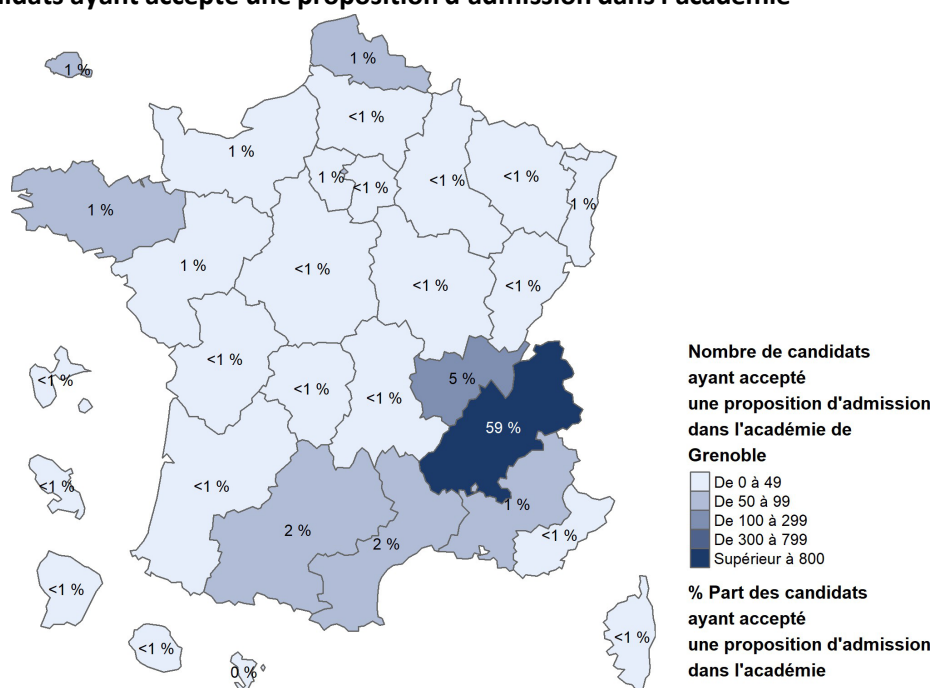 didats ayant accepté une proposition d'admission dans l'académie
1 %
1 %
<1 %
1 %
1 %
<1 %
<1 %
<1 %
1 %
1 %
1 %
<1 %
<1 %
<1 %
<1 %
<1 %
5 %
<1 %
<1 %
59 %
<1 %
<1 %
1 %
2 %
2 %
<1 %
<1 %
<1 %
<1 %
0 %
Nombre de candidats
ayant accepté
une proposition d'admission
dans l'académie de
Grenoble
De 0 à 49
De 50 à 99
De 100 à 299
De 300 à 799
Supérieur à 800
% Part des candidats
ayant accepté
une proposition d'admission
dans l'académie